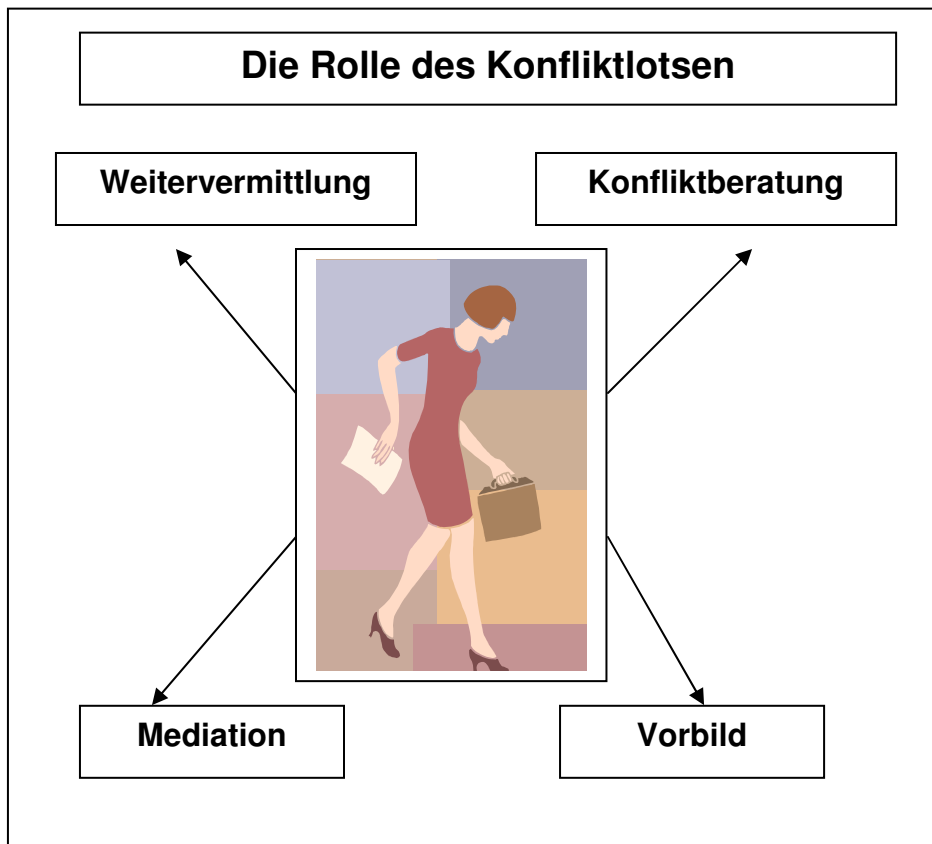 Die Rolle des Konfliktlotsen
Weitervermittlung
Konfliktberatung
Mediation
Vorbild